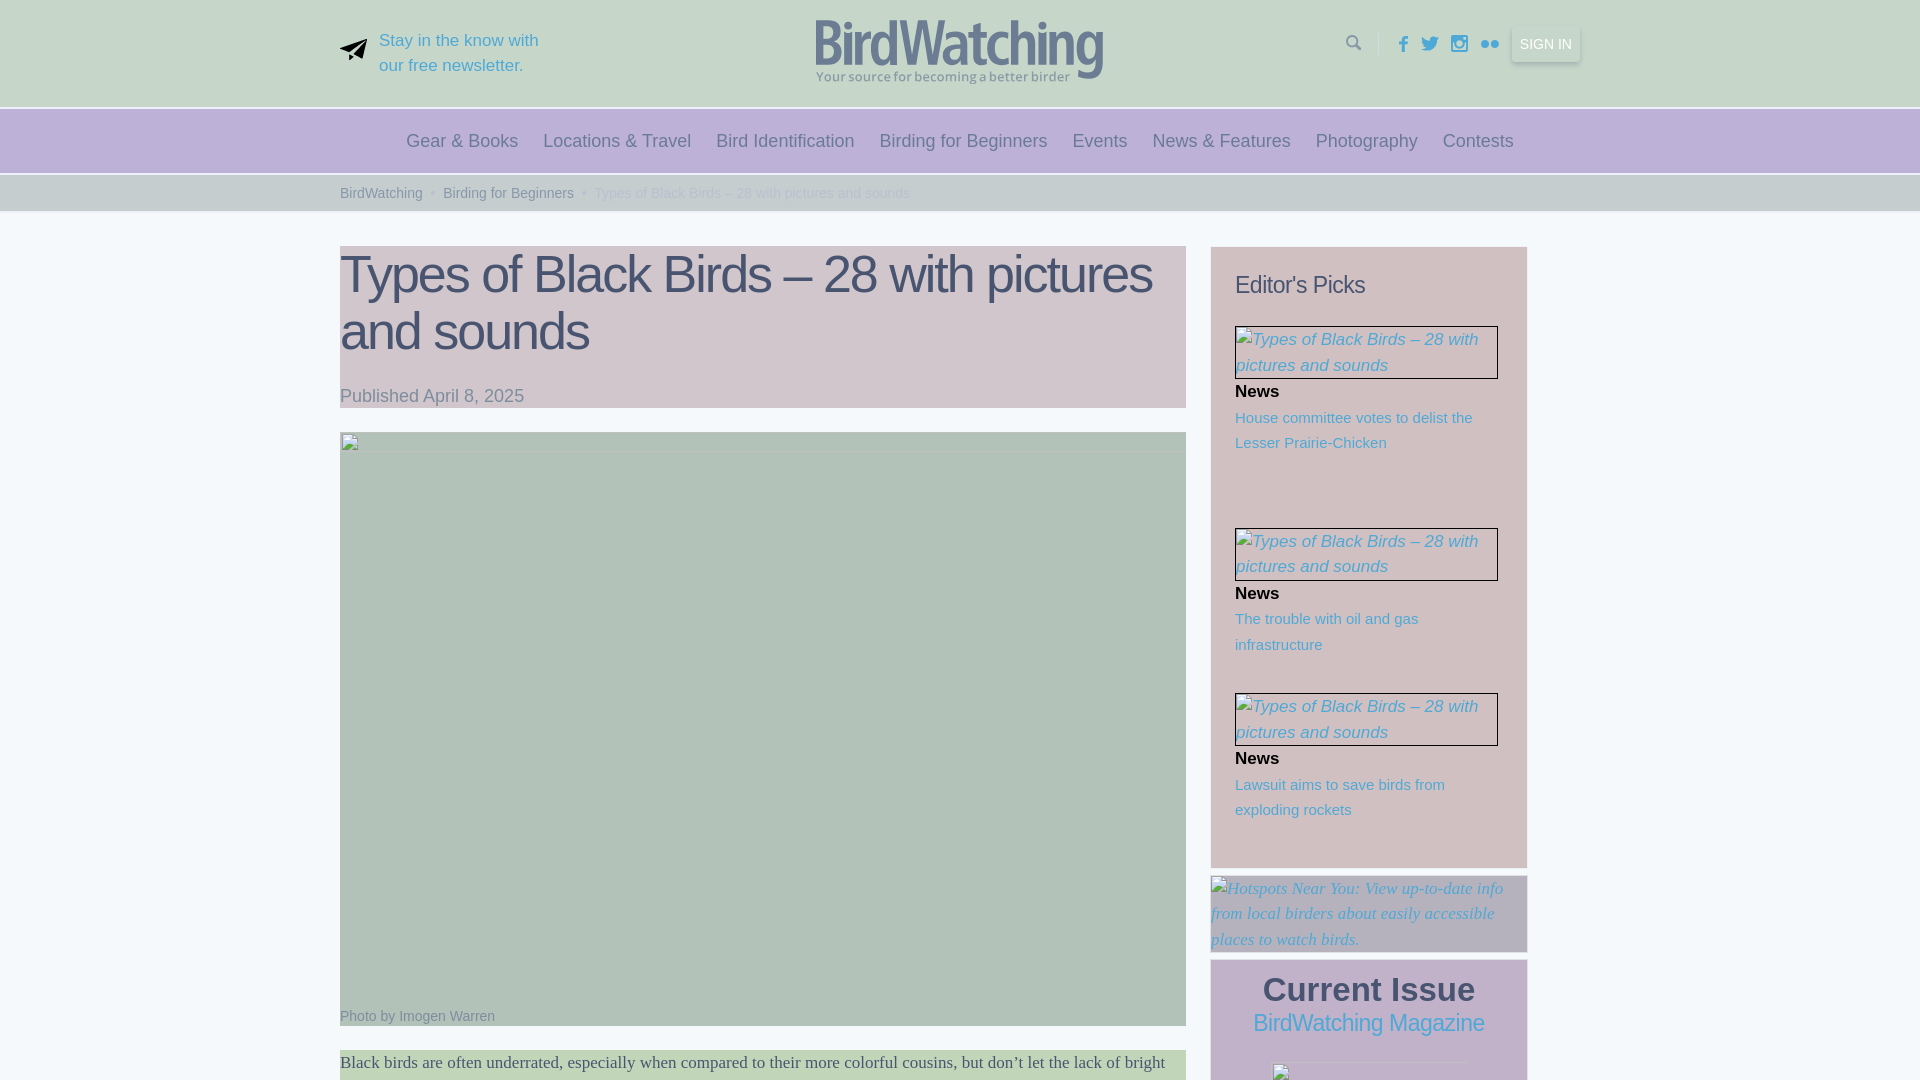 Stay in the know with
our free newsletter.
BirdWatching
Your source for becoming a better birder
SIGN IN
Gear & Books Locations & Travel Bird Identification Birding for Beginners Events News & Features Photography Contests
BirdWatching • Birding for Beginners • Types of Black Birds – 28 with pictures and sounds
Types of Black Birds – 28 with pictures
and sounds
Published April 8, 2025
Photo by Imogen Warren
Black birds are often underrated, especially when compared to their more colorful cousins, but don’t let the lack of bright
Editor's Picks
Types of Black Birds – 28 with
pictures and sounds
News
House committee votes to delist the
Lesser Prairie-Chicken
Types of Black Birds – 28 with
pictures and sounds
News
The trouble with oil and gas
infrastructure
Types of Black Birds – 28 with
pictures and sounds
News
Lawsuit aims to save birds from
exploding rockets
Hotspots Near You: View up-to-date info
from local birders about easily accessible
places to watch birds.
Current Issue
BirdWatching Magazine